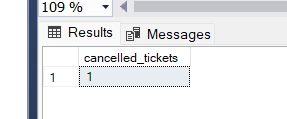 109 %
Results Messages
cancelled_tickets
1 1